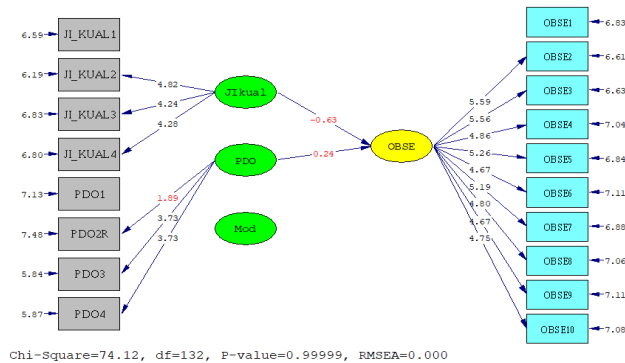 6.59 JI_KUAL1
6.19 JI_KUAL2
6.83 JI_KUAL3
6.80 JI_KUAL4
7.13 PDO1
7.48 PDO2R
5.84 PDO3
5.87 PDO4
4.82
4.24
4.28
1.89
3.73
3.73
JIkual
PDO
Mod
-0.63
0.24
OBSE
5.59
5.56
4.86
5.26
4.67
5.19
4.80
4.67
4.75
OBSE1 6.83
OBSE2 6.61
OBSE3 6.63
OBSE4 7.04
OBSE5 6.84
OBSE6 7.11
OBSE7 6.88
OBSE8 7.06
OBSE9 7.11
OBSE10 7.08
Chi-Square=74.12, df=132, P-value=0.99999, RMSEA=0.000